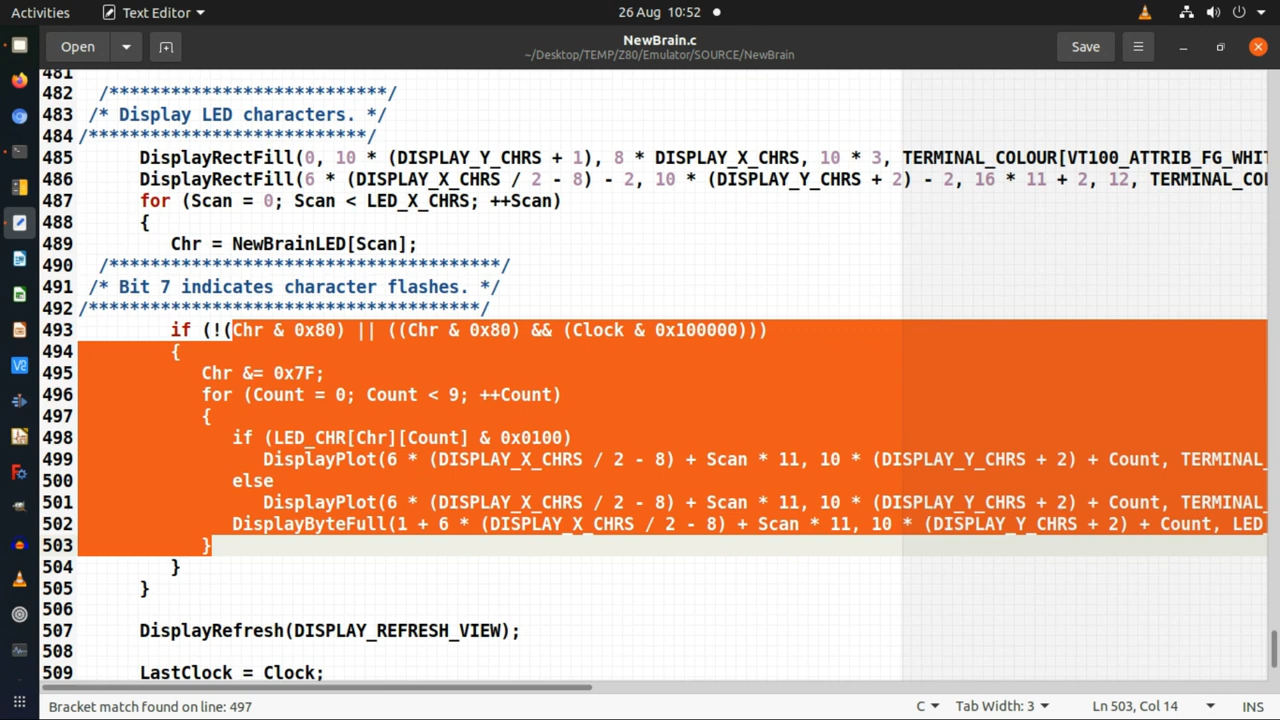 Activities
Text Editor
26 Aug 10:52
Open
NewBrain.c
~/Desktop/TEMP/Z80/Emulator/SOURCE/NewBrain
Save
481
482 /***************************/
483 /* Display LED characters. */
484 /***************************/
485 DisplayRectFill(0, 10 * (DISPLAY_Y_CHRS + 1), 8 * DISPLAY_X_CHRS, 10 * 3, TERMINAL_COLOUR[VT100_ATTRIB_FG_WHIT
486 DisplayRectFill(6 * (DISPLAY_X_CHRS / 2 - 8) - 2, 10 * (DISPLAY_Y_CHRS + 2) - 2, 16 * 11 + 2, 12, TERMINAL_COL
487 for (Scan = 0; Scan < LED_X_CHRS; ++Scan)
488 {
489 Chr = NewBrainLED[Scan];
490 /**************************************/
491 /* Bit 7 indicates character flashes. */
492 /**************************************/
493 if (!(Chr & 0x80) || ((Chr & 0x80) && (Clock & 0x100000)))
494 {
495 Chr &= 0x7F;
496 for (Count = 0; Count < 9; ++Count)
497 {
498 if (LED_CHR[Chr][Count] & 0x0100)
499 DisplayPlot(6 * (DISPLAY_X_CHRS / 2 - 8) + Scan * 11, 10 * (DISPLAY_Y_CHRS + 2) + Count, TERMINAL_
500 else
501 DisplayPlot(6 * (DISPLAY_X_CHRS / 2 - 8) + Scan * 11, 10 * (DISPLAY_Y_CHRS + 2) + Count, TERMINAL_
502 DisplayByteFull(1 + 6 * (DISPLAY_X_CHRS / 2 - 8) + Scan * 11, 10 * (DISPLAY_Y_CHRS + 2) + Count, LED_
503 }
504 }
505 }
506
507 DisplayRefresh(DISPLAY_REFRESH_VIEW);
508
509 LastClock = Clock;
Bracket match found on line: 497
C
Tab Width: 3
Ln 503, Col 14
INS